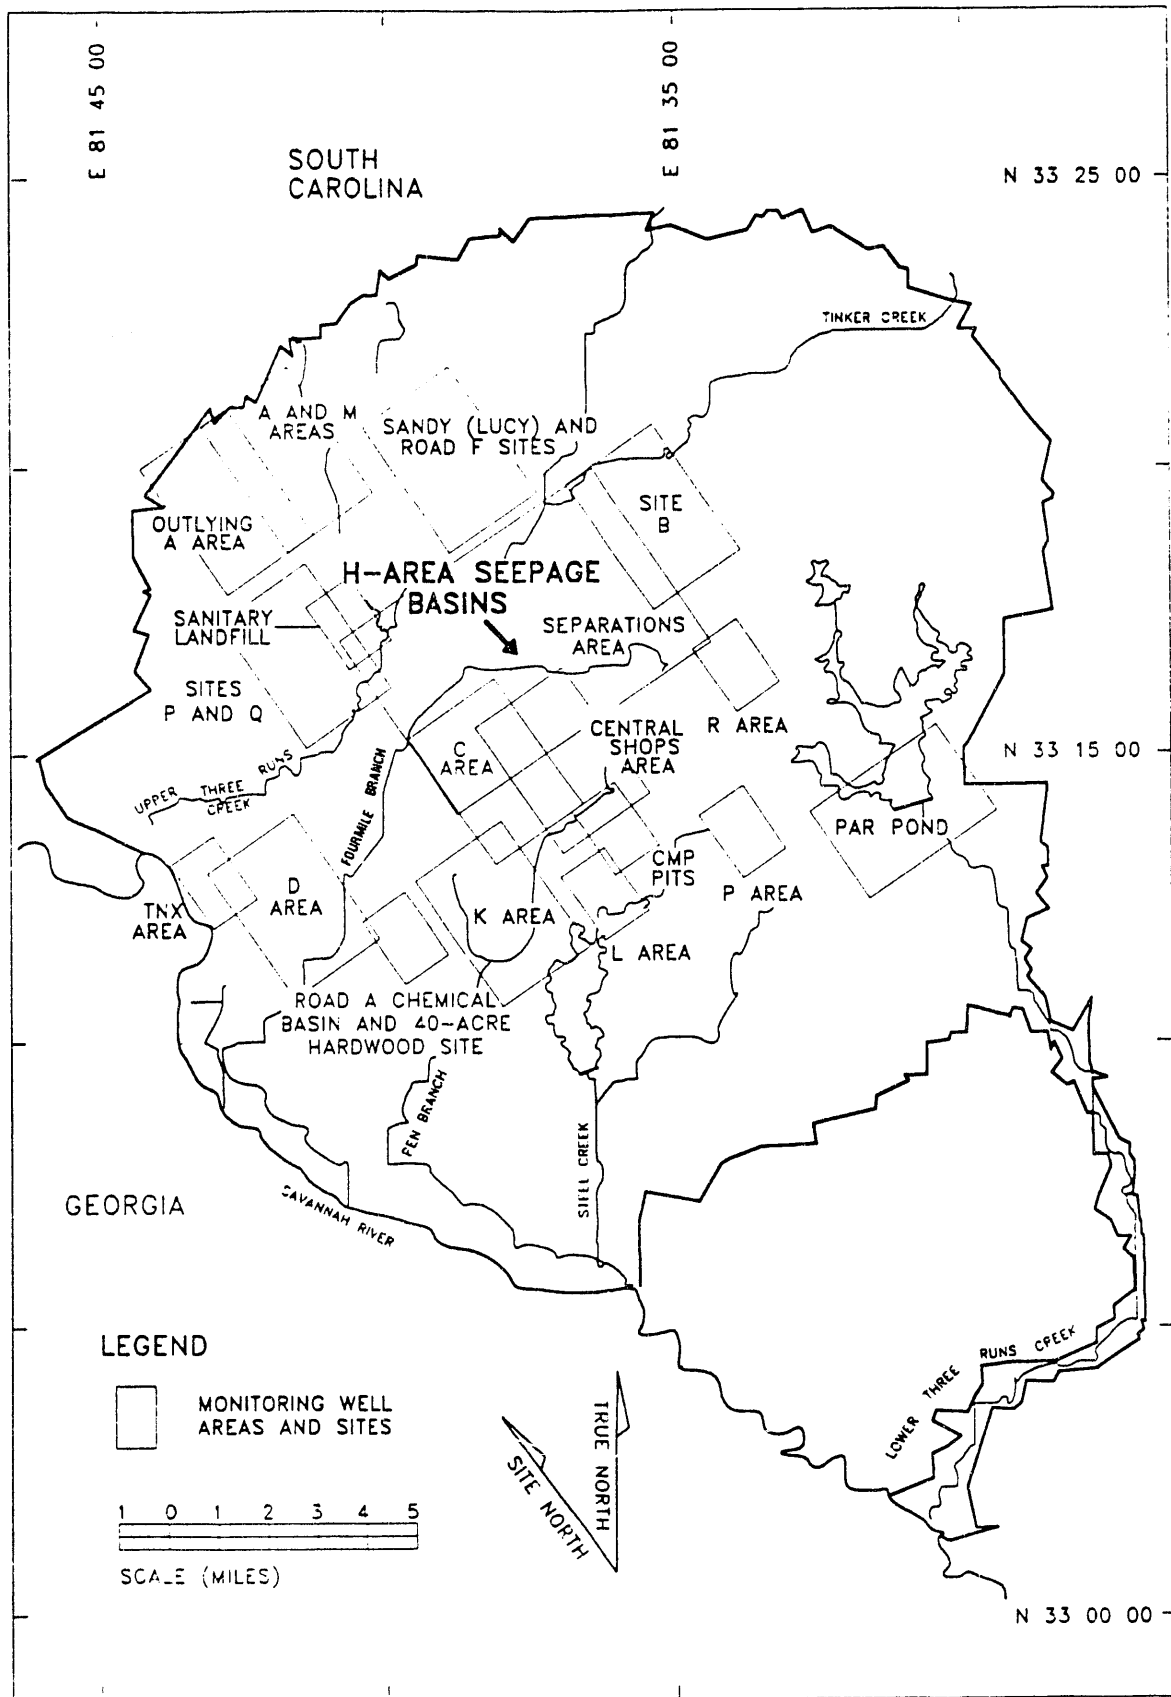 E 81 45 00
E 81 35 00
SOUTH
CAROLINA
N 33 25 00
TINKER CREEK
A AND M
AREAS
SANDY (LUCY) AND
ROAD F SITES
SITE
B
OUTLYING
A AREA
H-AREA SEEPAGE
BASINS
SANITARY
LANDFILL
SEPARATIONS
AREA
SITES
P AND Q
R AREA
CENTRAL
SHOPS
AREA
C
AREA
N 33 15 00
UPPER THREE RUNS
CREEK
FOURMILE BRANCH
PAR POND
CMP
PITS
P AREA
D
AREA
TNX
AREA
K AREA
L AREA
ROAD A CHEMICAL
BASIN AND 40-ACRE
HARDWOOD SITE
PEN BRANCH
STEEL CREEK
GEORGIA
SAVANNAH RIVER
LOWER THREE RUNS CREEK
LEGEND
MONITORING WELL
AREAS AND SITES
SITE NORTH
TRUE NORTH
1 0 1 2 3 4 5
SCALE (MILES)
N 33 00 00